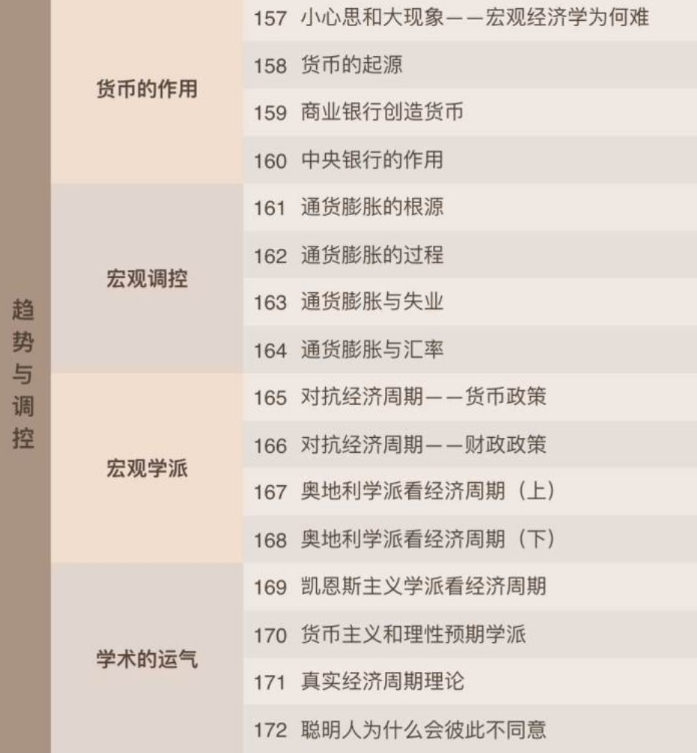 趋势与调控
货币的作用
157 小心思和大现象——宏观经济学为何难
158 货币的起源
159 商业银行创造货币
160 中央银行的作用
宏观调控
161 通货膨胀的根源
162 通货膨胀的过程
163 通货膨胀与失业
164 通货膨胀与汇率
宏观学派
165 对抗经济周期——货币政策
166 对抗经济周期——财政政策
167 奥地利学派看经济周期（上）
168 奥地利学派看经济周期（下）
学术的运气
169 凯恩斯主义学派看经济周期
170 货币主义和理性预期学派
171 真实经济周期理论
172 聪明人为什么会彼此不同意